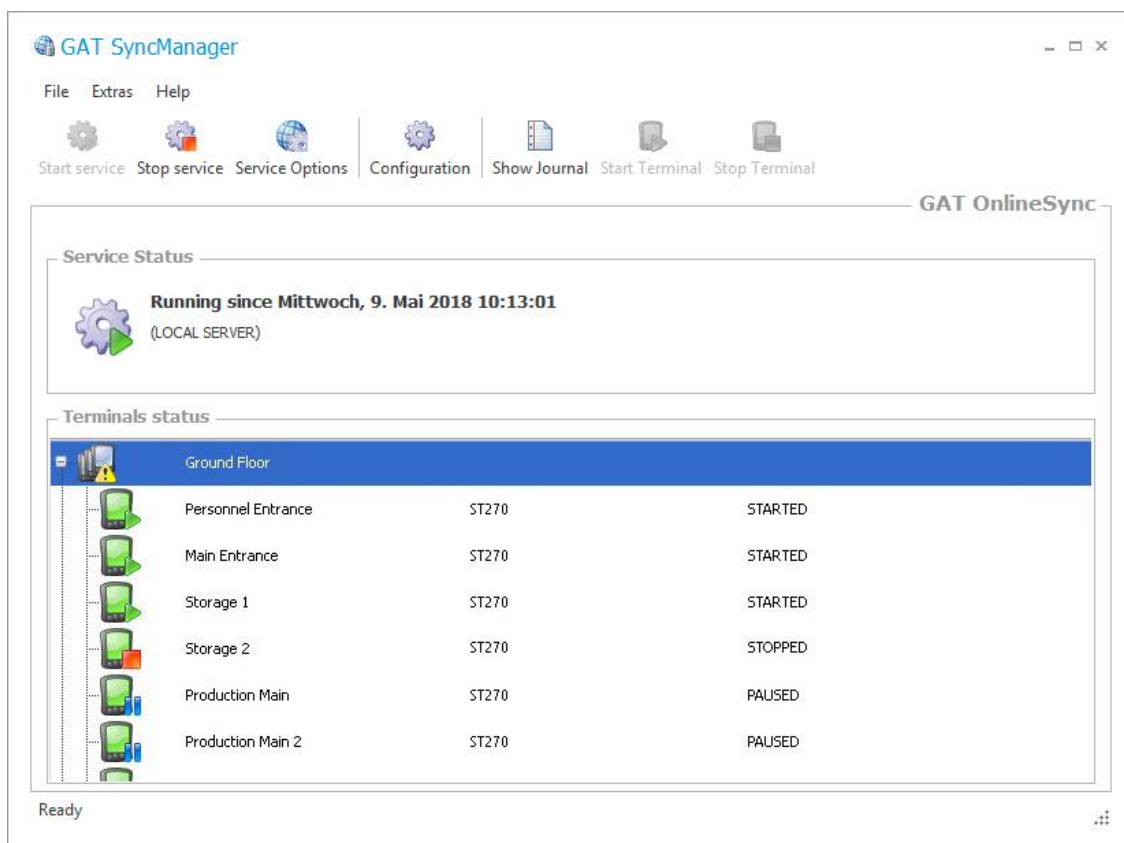 GAT SyncManager
File Extras Help
Start service Stop service Service Options Configuration Show Journal Start Terminal Stop Terminal
GAT OnlineSync
Service Status
Running since Mittwoch, 9. Mai 2018 10:13:01
(LOCAL SERVER)
Terminals status
Ground Floor
Personnel Entrance ST270 STARTED
Main Entrance ST270 STARTED
Storage 1 ST270 STARTED
Storage 2 ST270 STOPPED
Production Main ST270 PAUSED
Production Main 2 ST270 PAUSED
Ready